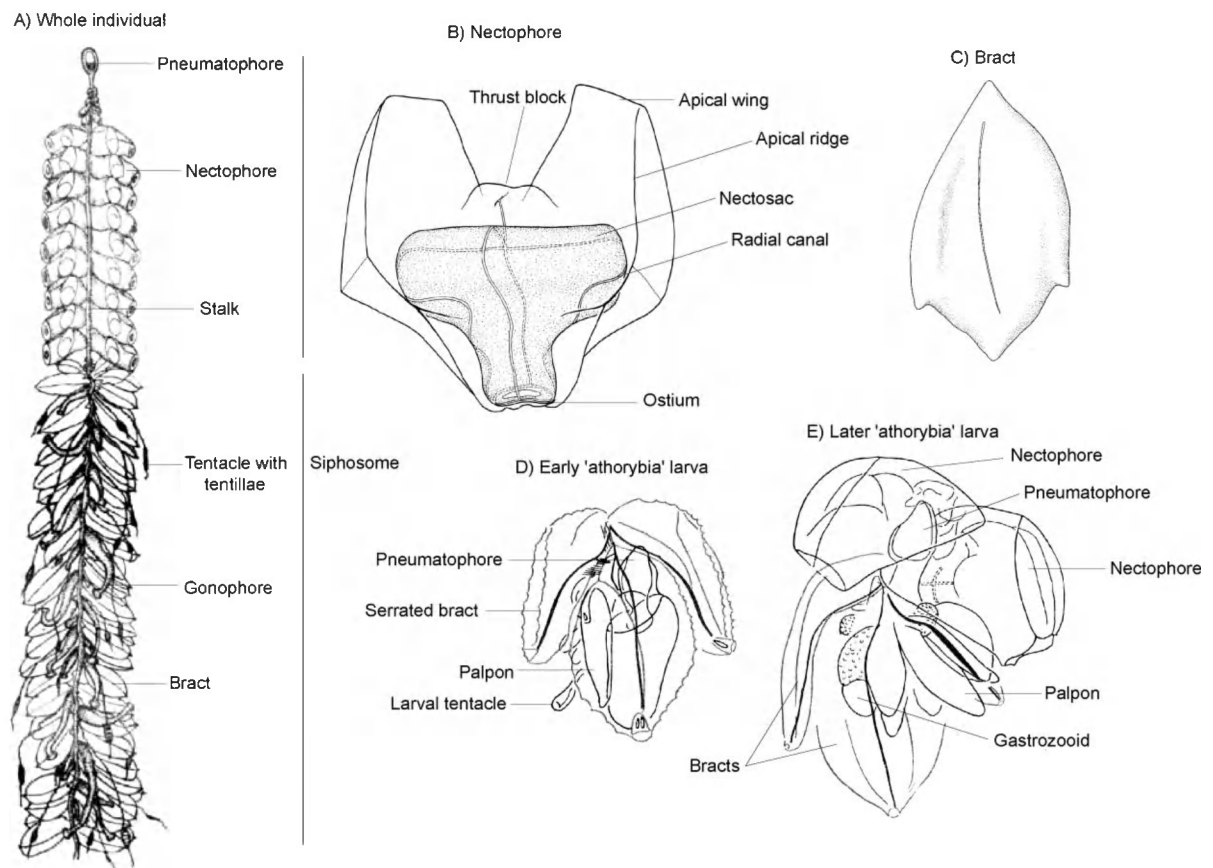 A) Whole individual
Pneumatophore
Nectophore
Stalk
Tentacle with
tentillae
Gonophore
Bract
Siphosome
B) Nectophore
Thrust block
Apical wing
Apical ridge
Nectosac
Radial canal
Ostium
C) Bract
D) Early 'athorybia' larva
Pneumatophore
Serrated bract
Palpon
Larval tentacle
E) Later 'athorybia' larva
Nectophore
Pneumatophore
Nectophore
Palpon
Gastrozooid
Bracts